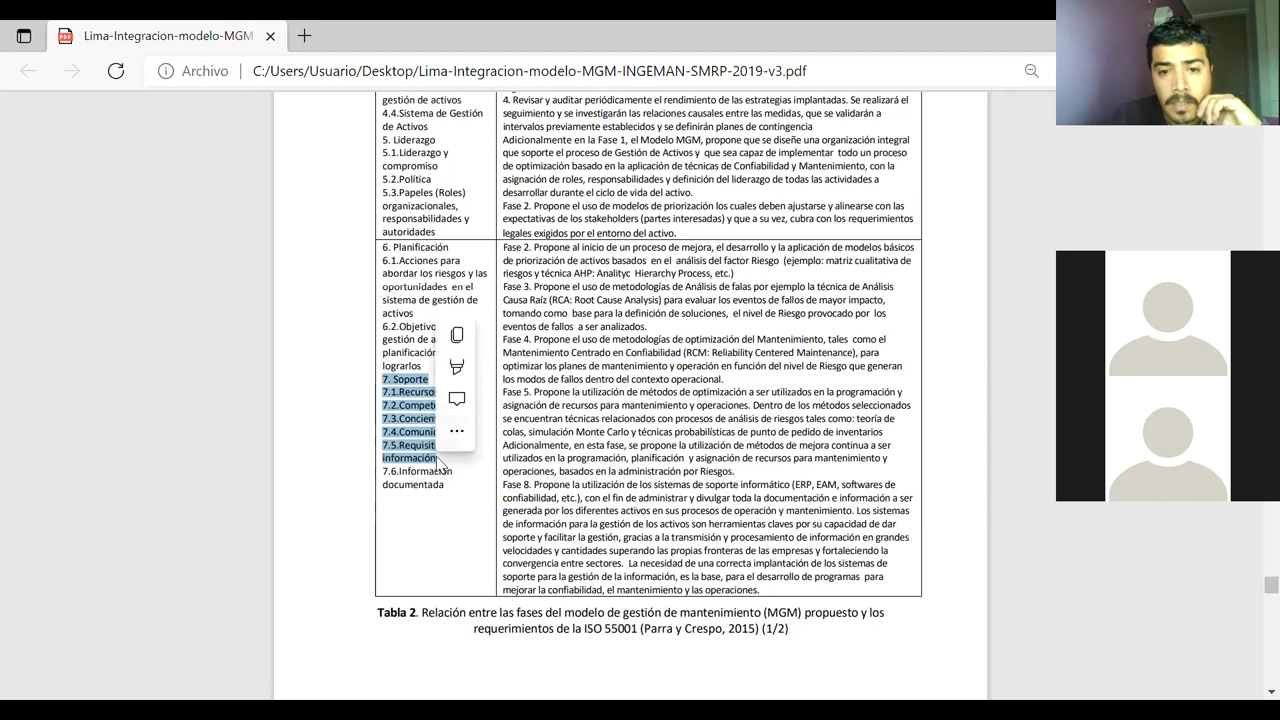 Lima-Integracion-modelo-MGM
Archivo
C:/Users/Usuario/Desktop/Lima-Integracion-modelo-MGM-INGEMAN-SMRP-2019-v3.pdf
gestión de activos
4.4.Sistema de Gestión
de Activos
5. Liderazgo
5.1.Liderazgo y
compromiso
5.2.Política
5.3.Papeles (Roles)
organizacionales,
responsabilidades y
autoridades
4. Revisar y auditar periódicamente el rendimiento de las estrategias implantadas. Se realizará el
seguimiento y se investigarán las relaciones causales entre las medidas, que se validarán a
intervalos previamente establecidos y se definirán planes de contingencia
Adicionalmente en la Fase 1, el Modelo MGM, propone que se diseñe una organización integral
que soporte el proceso de Gestión de Activos y que sea capaz de implementar todo un proceso
de optimización basado en la aplicación de técnicas de Confiabilidad y Mantenimiento, con la
asignación de roles, responsabilidades y definición del liderazgo de todas las actividades a
desarrollar durante el ciclo de vida del activo.
Fase 2. Propone el uso de modelos de priorización los cuales deben ajustarse y alinearse con las
expectativas de los stakeholders (partes interesadas) y que a su vez, cubra con los requerimientos
legales exigidos por el entorno del activo.
6. Planificación
6.1.Acciones para
abordar los riesgos y las
oportunidades en el
sistema de gestión de
activos
6.2.Objetivo
gestión de a
planificación
lograrlos
7. Soporte
7.1.Recurso
7.2.Compet
7.3.Concien
7.4.Comuni
7.5.Requisit
información
7.6.Información
documentada
Fase 2. Propone al inicio de un proceso de mejora, el desarrollo y la aplicación de modelos básicos
de priorización de activos basados en el análisis del factor Riesgo (ejemplo: matriz cualitativa de
riesgos y técnica AHP: Analityc Hierarchy Process, etc.)
Fase 3. Propone el uso de metodologías de Análisis de falas por ejemplo la técnica de Análisis
Causa Raíz (RCA: Root Cause Analysis) para evaluar los eventos de fallos de mayor impacto,
tomando como base para la definición de soluciones, el nivel de Riesgo provocado por los
eventos de fallos a ser analizados.
Fase 4. Propone el uso de metodologías de optimización del Mantenimiento, tales como el
Mantenimiento Centrado en Confiabilidad (RCM: Reliability Centered Maintenance), para
optimizar los planes de mantenimiento y operación en función del nivel de Riesgo que generan
los modos de fallos dentro del contexto operacional.
Fase 5. Propone la utilización de métodos de optimización a ser utilizados en la programación y
asignación de recursos para mantenimiento y operaciones. Dentro de los métodos seleccionados
se encuentran técnicas relacionados con procesos de análisis de riesgos tales como: teoría de
colas, simulación Monte Carlo y técnicas probabilísticas de punto de pedido de inventarios
Adicionalmente, en esta fase, se propone la utilización de métodos de mejora continua a ser
utilizados en la programación, planificación y asignación de recursos para mantenimiento y
operaciones, basados en la administración por Riesgos.
Fase 8. Propone la utilización de los sistemas de soporte informático (ERP, EAM, softwares de
confiabilidad, etc.), con el fin de administrar y divulgar toda la documentación e información a ser
generada por los diferentes activos en sus procesos de operación y mantenimiento. Los sistemas
de información para la gestión de los activos son herramientas claves por su capacidad de dar
soporte y facilitar la gestión, gracias a la transmisión y procesamiento de información en grandes
velocidades y cantidades superando las propias fronteras de las empresas y fortaleciendo la
convergencia entre sectores. La necesidad de una correcta implantación de los sistemas de
soporte para la gestión de la información, es la base, para el desarrollo de programas para
mejorar la confiabilidad, el mantenimiento y las operaciones.
Tabla 2. Relación entre las fases del modelo de gestión de mantenimiento (MGM) propuesto y los
requerimientos de la ISO 55001 (Parra y Crespo, 2015) (1/2)